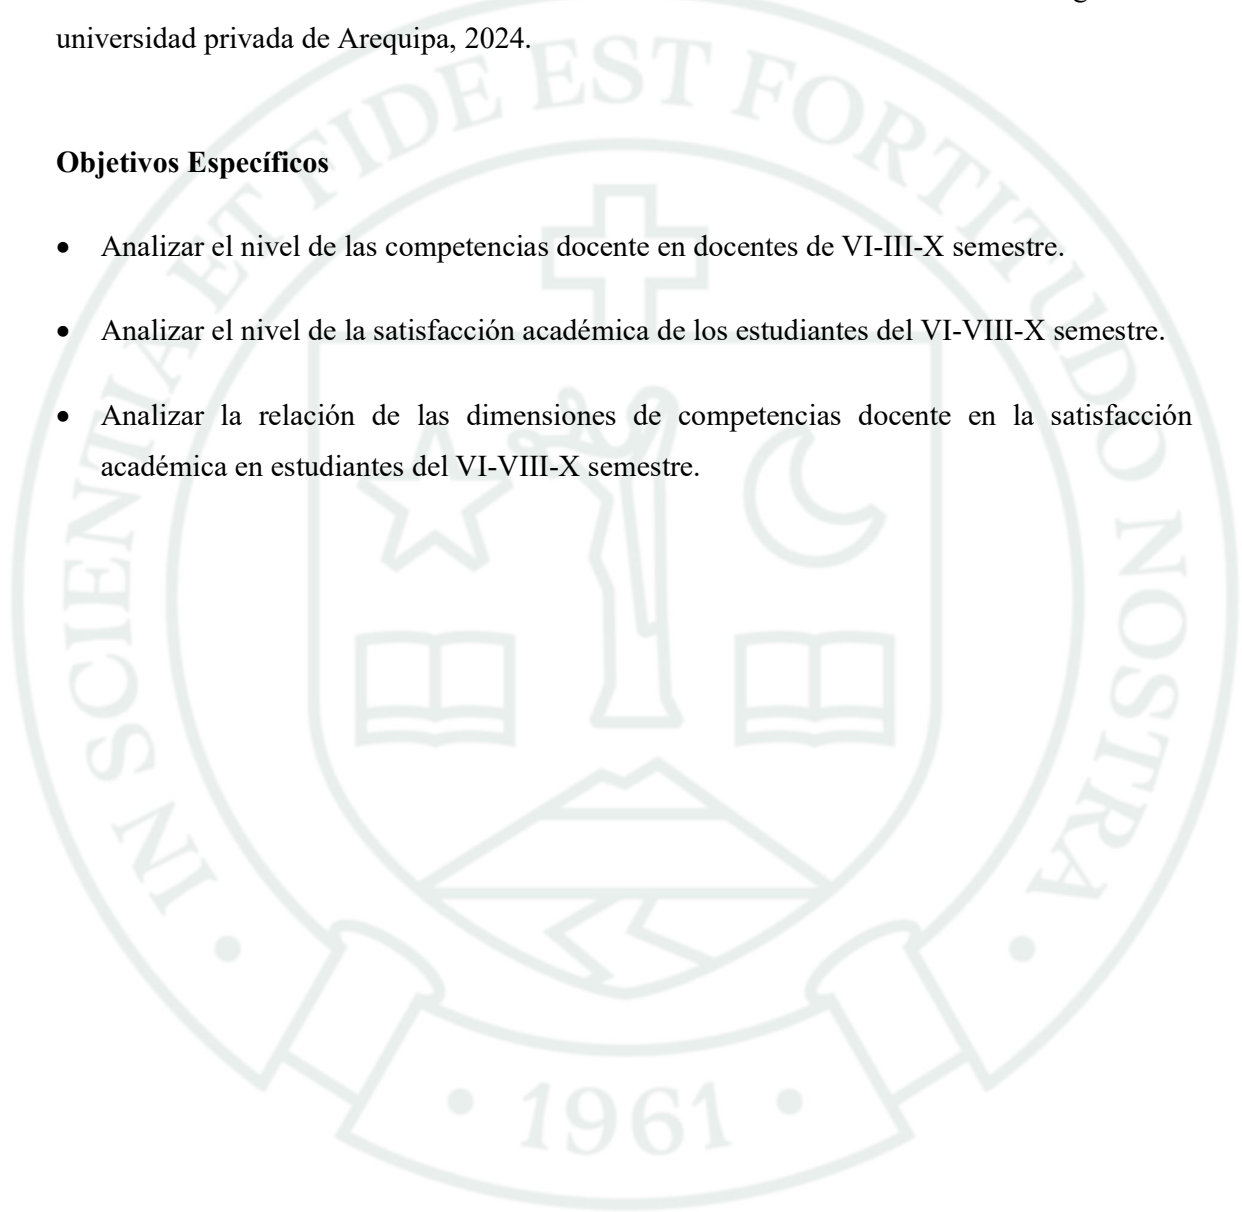 universidad privada de Arequipa, 2024.
Objetivos Específicos
• Analizar el nivel de las competencias docente en docentes de VI-III-X semestre.
• Analizar el nivel de la satisfacción académica de los estudiantes del VI-VIII-X semestre.
• Analizar la relación de las dimensiones de competencias docente en la satisfacción
académica en estudiantes del VI-VIII-X semestre.
IN SCIENTIA ET FIDE EST FORTITUDO NOSTRA
• 1961 •